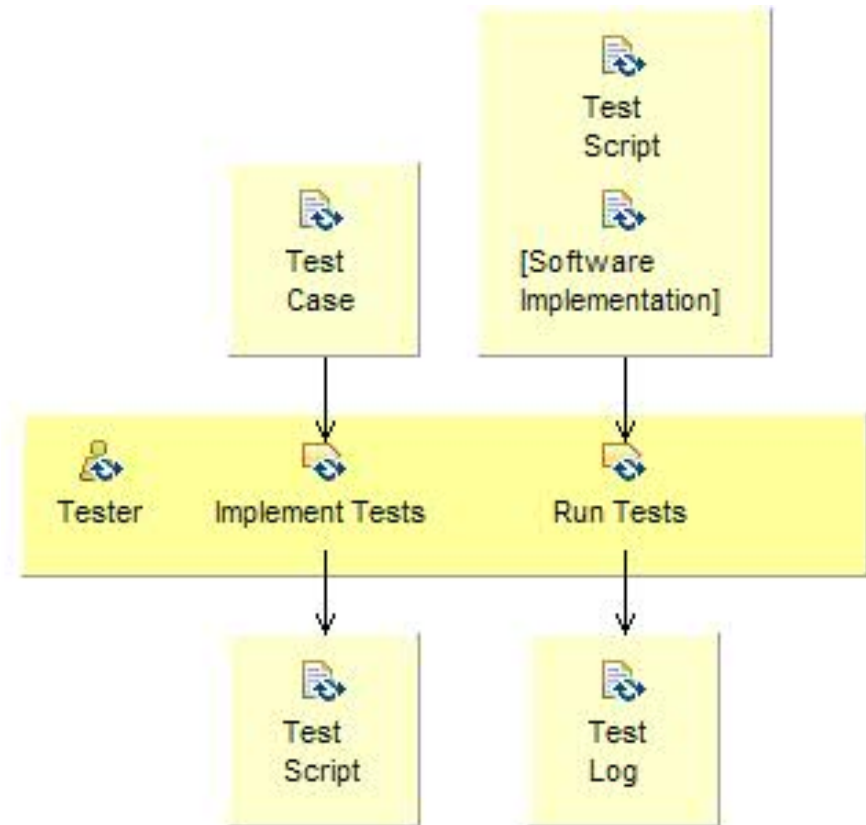 Test
Script
[Software
Implementation]
Test
Case
Tester
Implement Tests
Run Tests
Test
Script
Test
Log